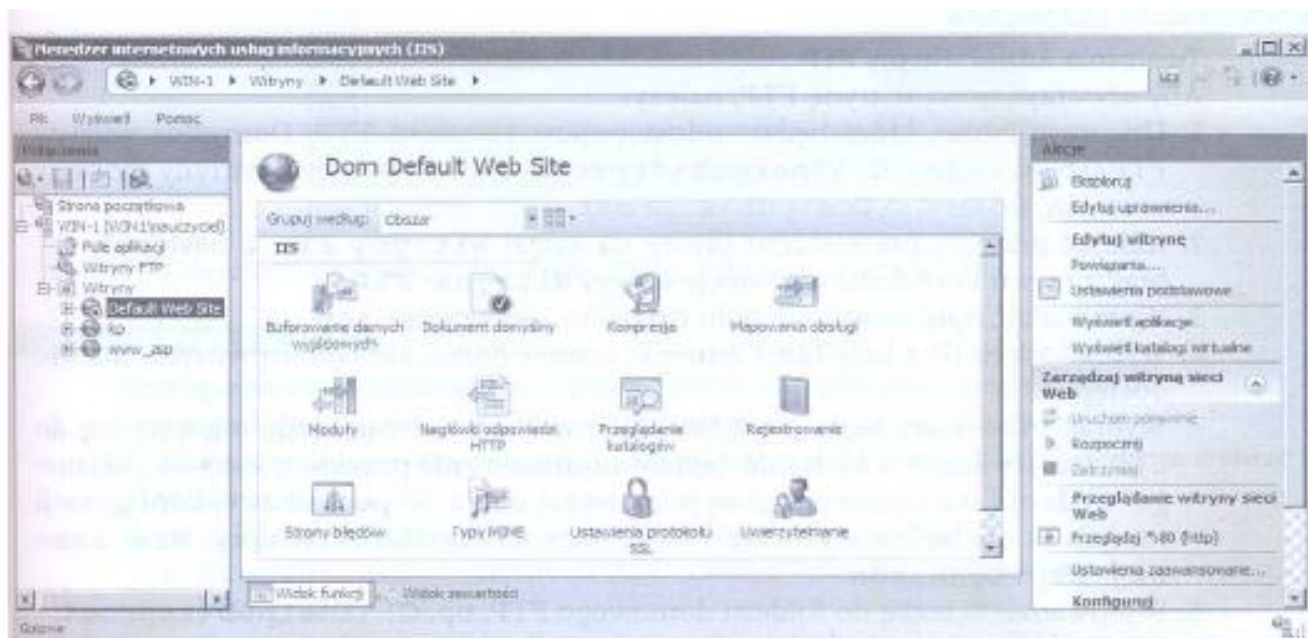 Menedżer internetowych usług informacyjnych (IIS)
WIN-1 Witryny Default Web Site
Plik Wyświetl Pomoc
Połączenia
Strona początkowa
WIN-1 (WIN1\nauczyciel)
Pule aplikacji
Witryny FTP
Witryny
Default Web Site
www_zsp
Dom Default Web Site
Grupuj według: Obszar
IIS
Buforowanie danych wyjściowych
Dokument domyślny
Kompresja
Mapowania obsługi
Moduły
Nagłówki odpowiedzi HTTP
Przeglądanie katalogów
Rejestrowanie
Strony błędów
Typy MIME
Ustawienia protokołu SSL
Uwierzytelnianie
Widok funkcji
Widok zawartości
Akcje
Eksploruj
Edytuj uprawnienia...
Edytuj witrynę
Powiązania...
Ustawienia podstawowe...
Wyświetl aplikacje
Wyświetl katalogi wirtualne
Zarządzaj witryną sieci
Web
Uruchom ponownie
Rozpocznij
Zatrzymaj
Przeglądanie witryny sieci
Web
Przeglądaj *:80 (http)
Ustawienia zaawansowane...
Konfiguruj
Gotowe